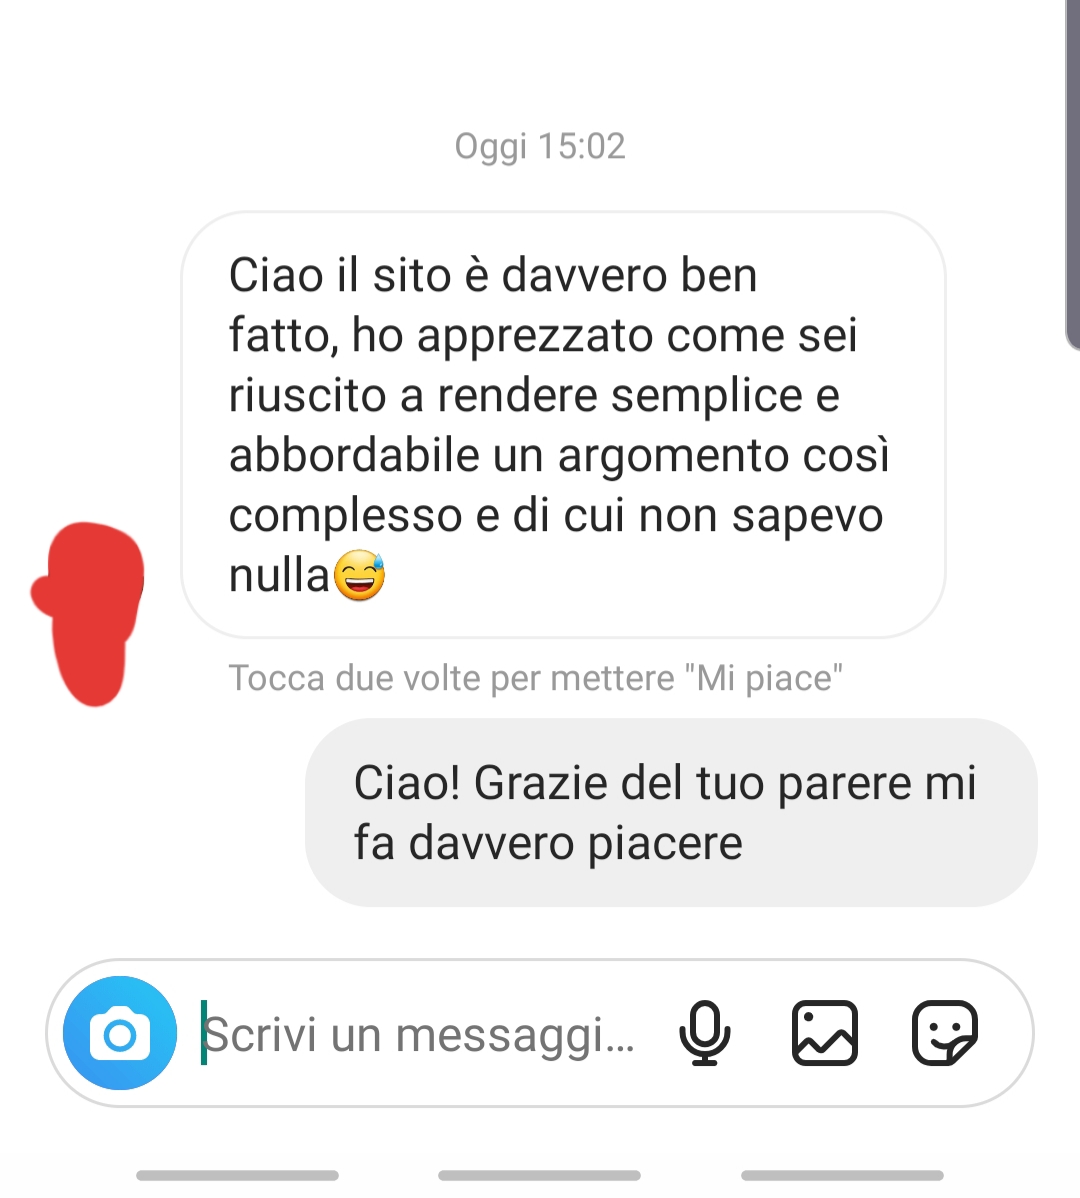 Oggi 15:02
Ciao il sito è davvero ben
fatto, ho apprezzato come sei
riuscito a rendere semplice e
abbordabile un argomento così
complesso e di cui non sapevo
nulla😅
Tocca due volte per mettere "Mi piace"
Ciao! Grazie del tuo parere mi
fa davvero piacere
Scrivi un messaggi...